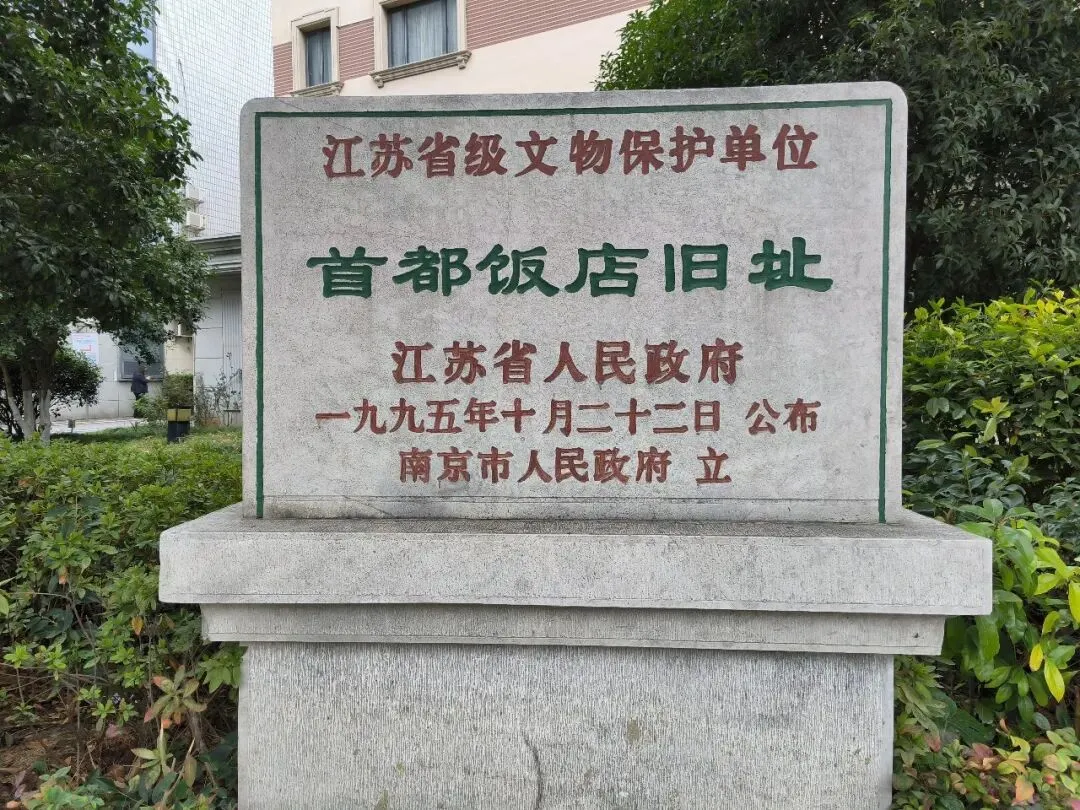 江苏省级文物保护单位
首都饭店旧址
江苏省人民政府
一九九五年十月二十二日 公布
南京市人民政府 立